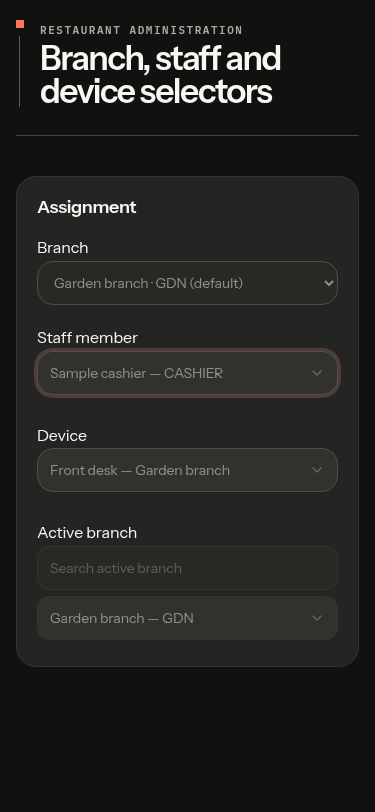 RESTAURANT ADMINISTRATION
Branch, staff and
device selectors
Assignment
Branch
Garden branch · GDN (default)
Staff member
Sample cashier — CASHIER
Device
Front desk — Garden branch
Active branch
Search active branch
Garden branch — GDN